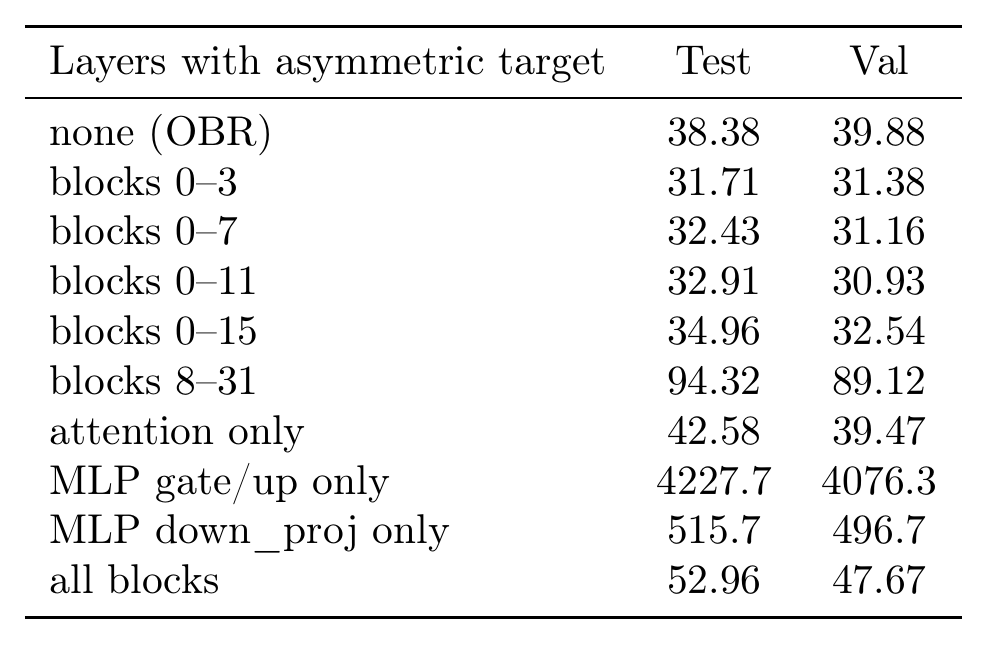 Layers with asymmetric target Test Val
none (OBR) 38.38 39.88
blocks 0–3 31.71 31.38
blocks 0–7 32.43 31.16
blocks 0–11 32.91 30.93
blocks 0–15 34.96 32.54
blocks 8–31 94.32 89.12
attention only 42.58 39.47
MLP gate/up only 4227.7 4076.3
MLP down_proj only 515.7 496.7
all blocks 52.96 47.67